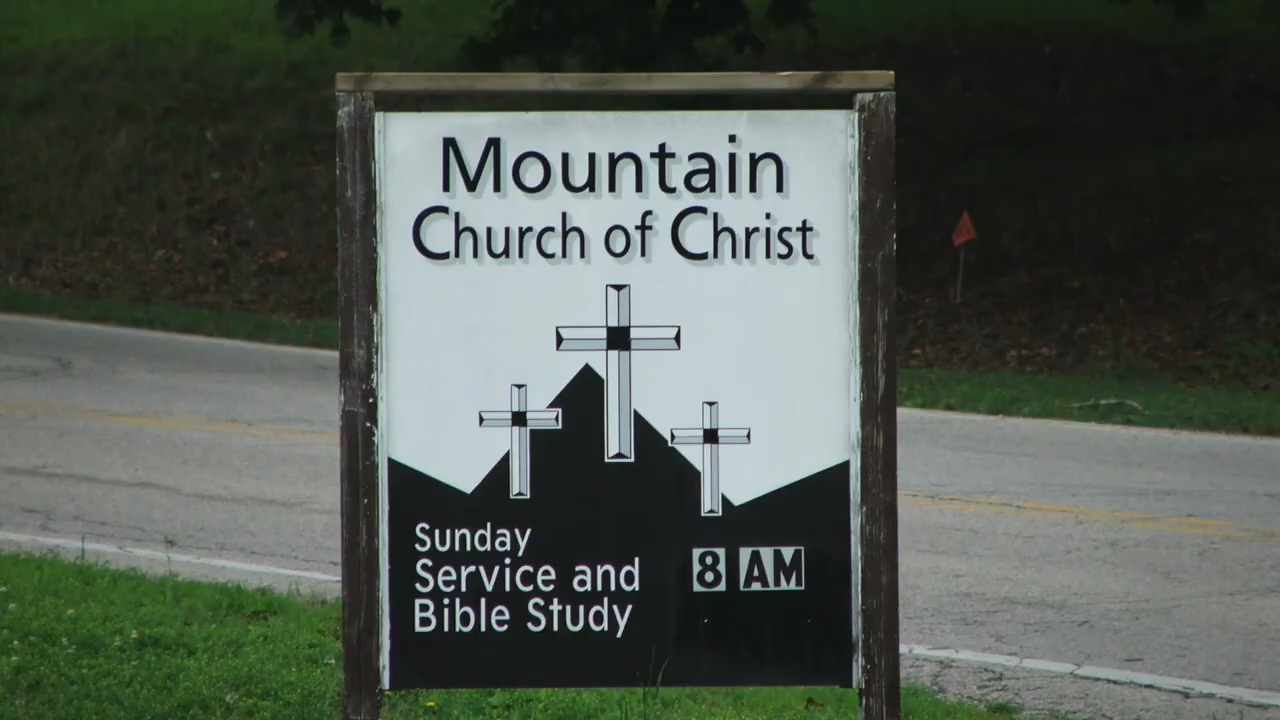 Mountain
Church of Christ
Sunday
Service and
Bible Study
8 AM